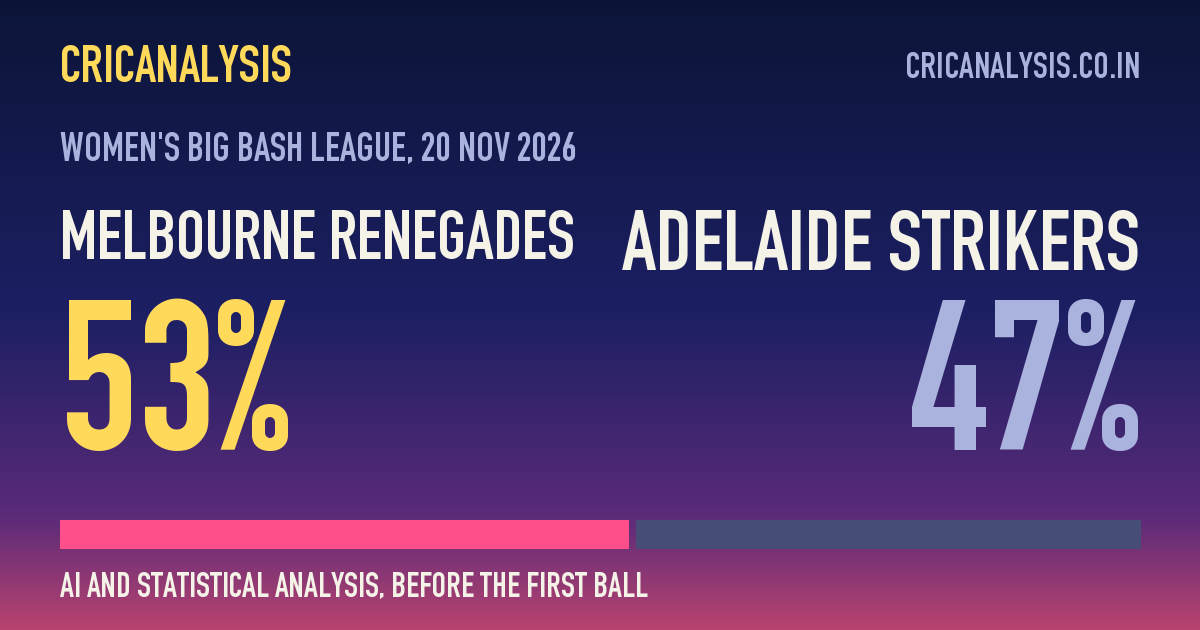 CRICANALYSIS
CRICANALYSIS.CO.IN
WOMEN'S BIG BASH LEAGUE, 20 NOV 2026
MELBOURNE RENEGADES
ADELAIDE STRIKERS
53%
47%
AI AND STATISTICAL ANALYSIS, BEFORE THE FIRST BALL